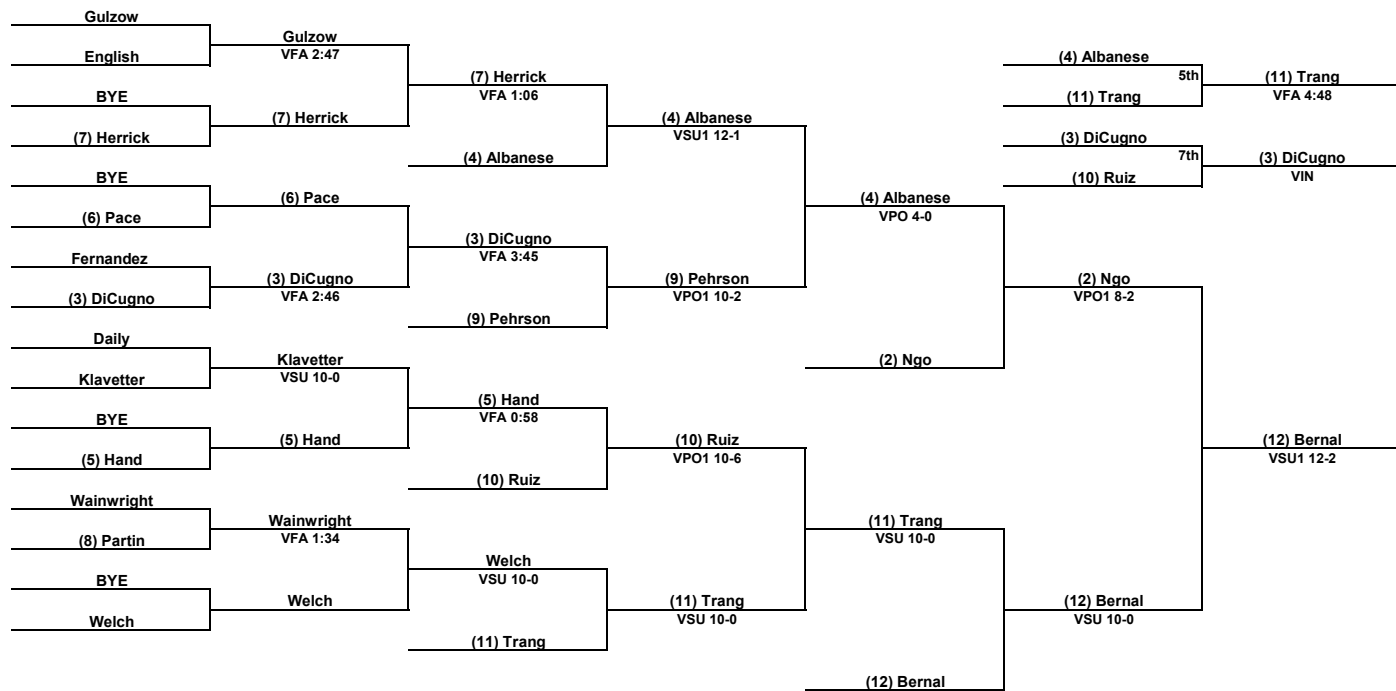 Gulzow
English
BYE
(7) Herrick
BYE
(6) Pace
Fernandez
(3) DiCugno
Daily
Klavetter
BYE
(5) Hand
Wainwright
(8) Partin
BYE
Welch
Gulzow
VFA 2:47
(7) Herrick
(6) Pace
(3) DiCugno
VFA 2:46
Klavetter
VSU 10-0
(5) Hand
Wainwright
VFA 1:34
Welch
(7) Herrick
VFA 1:06
(4) Albanese
(3) DiCugno
VFA 3:45
(9) Pehrson
(5) Hand
VFA 0:58
(10) Ruiz
Welch
VSU 10-0
(11) Trang
(4) Albanese
VSU1 12-1
(9) Pehrson
VPO1 10-2
(10) Ruiz
VPO1 10-6
(11) Trang
VSU 10-0
(4) Albanese
VPO 4-0
(2) Ngo
(11) Trang
VSU 10-0
(12) Bernal
(2) Ngo
VPO1 8-2
(12) Bernal
VSU 10-0
(12) Bernal
VSU1 12-2
(4) Albanese
5th
(11) Trang
(11) Trang
VFA 4:48
(3) DiCugno
7th
(10) Ruiz
(3) DiCugno
VIN